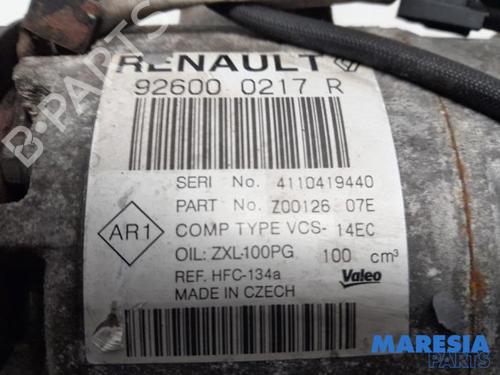 RENAULT
92600 0217 R
SERI No. 4110419440
PART No. Z00126 07E
COMP TYPE VCS- 14EC
AR1
OIL: ZXL-100PG 100 cm³
REF. HFC-134a
Valeo
MADE IN CZECH
MARESIA
PARTS